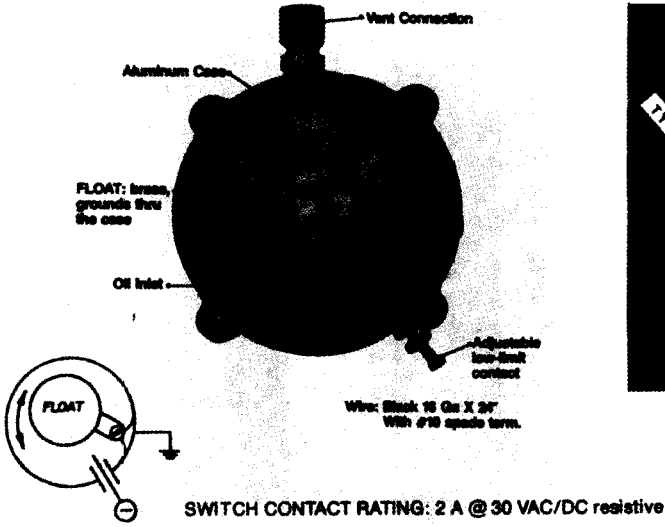 Vent Connection
Aluminum Case
FLOAT: brass,
grounds thru
the case
Oil Inlet
Adjustable
low-limit
contact
Wire: Black 16 Ga X 24"
With #10 spade term.
FLOAT
SWITCH CONTACT RATING: 2 A @ 30 VAC/DC resistive